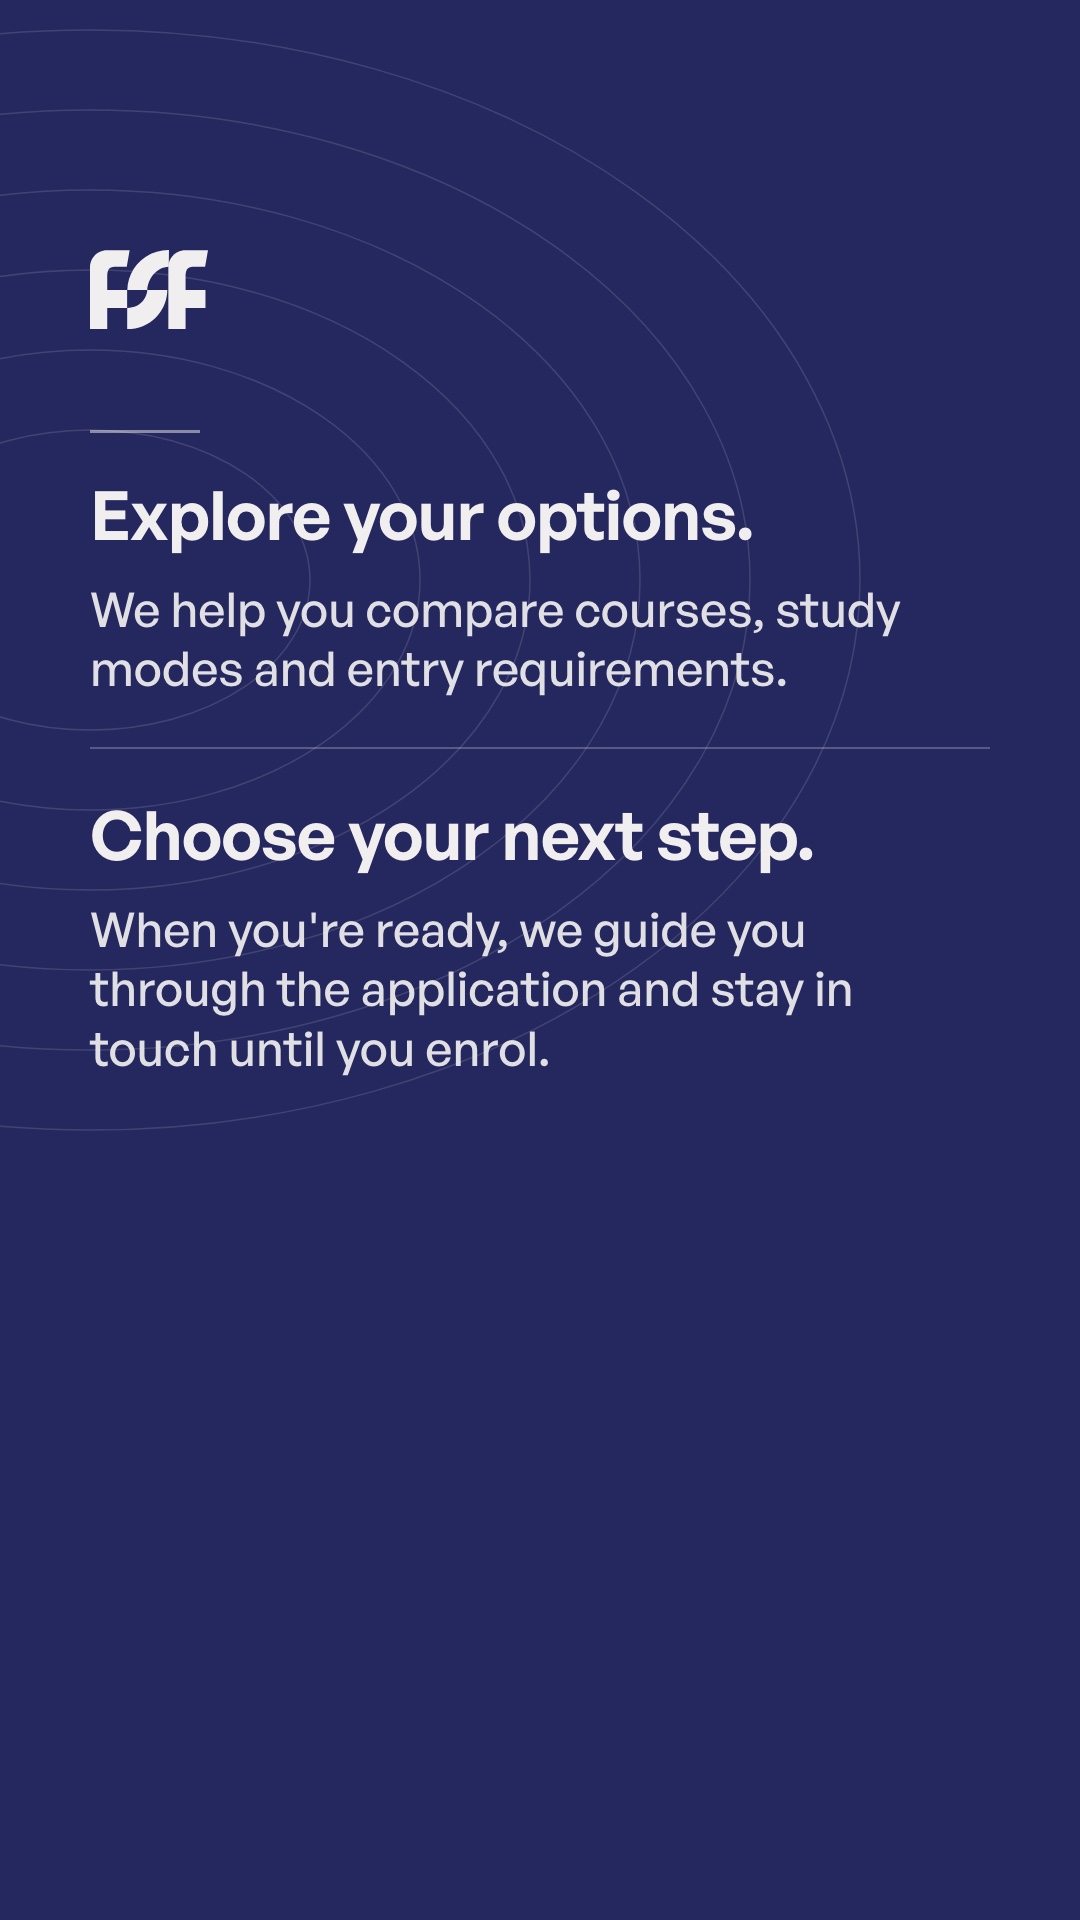 FSF
Explore your options.
We help you compare courses, study
modes and entry requirements.
Choose your next step.
When you're ready, we guide you
through the application and stay in
touch until you enrol.